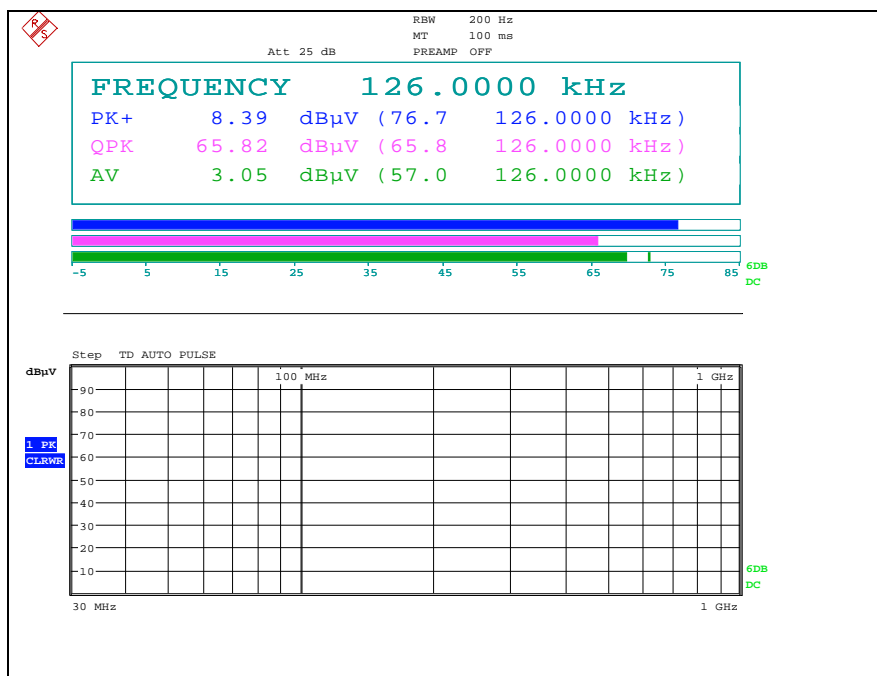 R&S
RBW 200 Hz
MT 100 ms
Att 25 dB PREAMP OFF
FREQUENCY 126.0000 kHz
PK+ 8.39 dBµV (76.7 126.0000 kHz)
QPK 65.82 dBµV (65.8 126.0000 kHz)
AV 3.05 dBµV (57.0 126.0000 kHz)
-5 5 15 25 35 45 55 65 75 85
6DB
DC
Step TD AUTO PULSE
dBµV
100 MHz 1 GHz
90
80
70
1 PK
CLRWR
60
50
40
30
20
10
6DB
DC
30 MHz 1 GHz